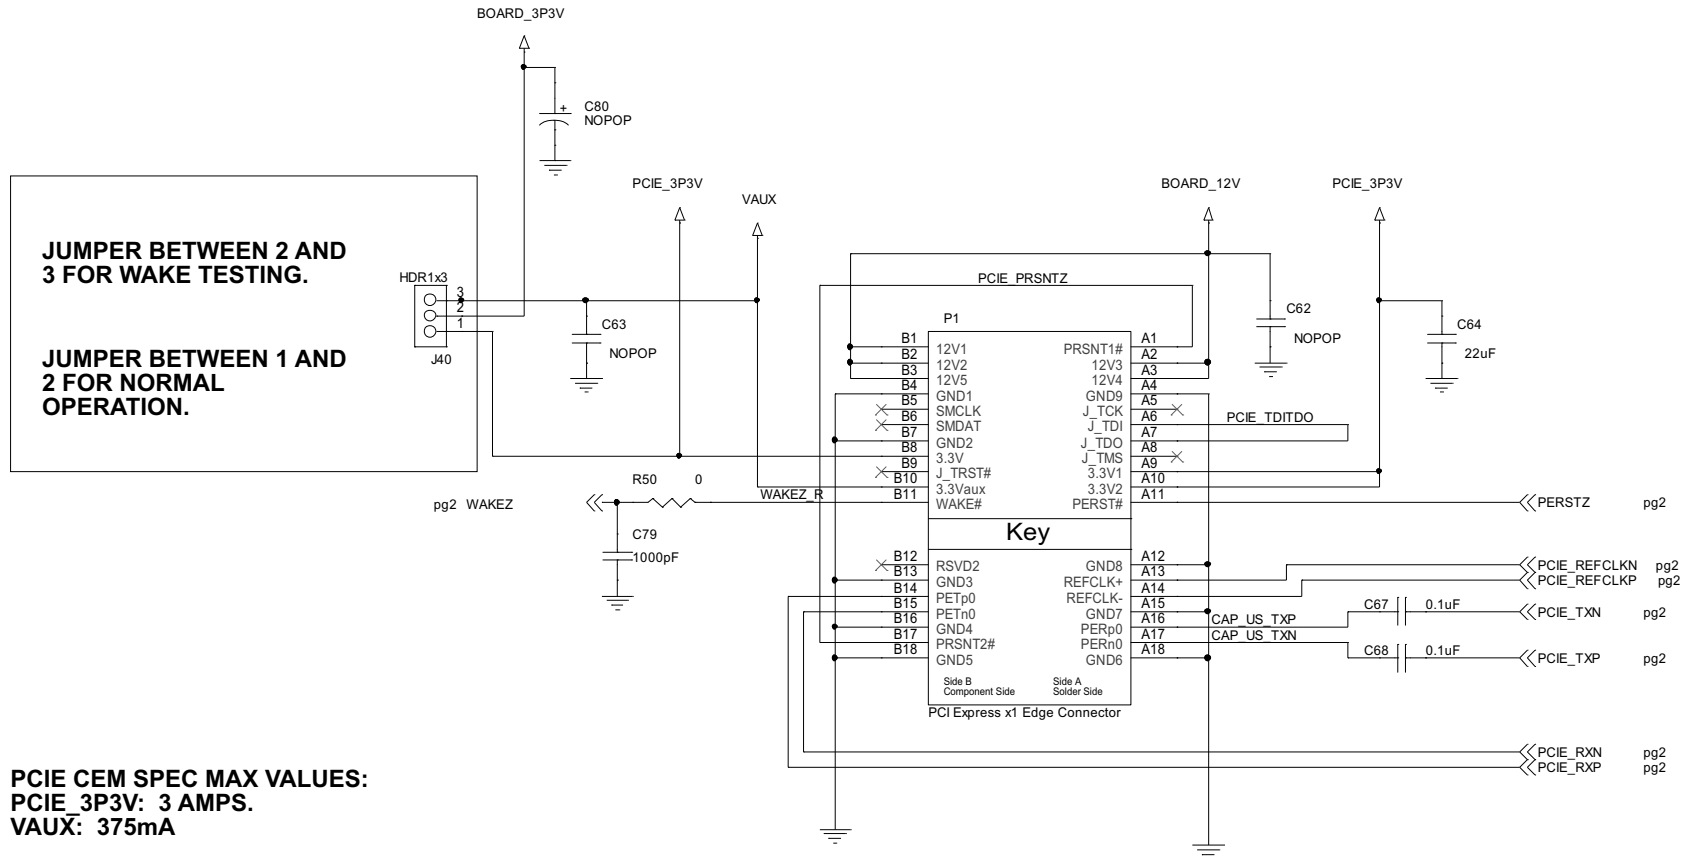 BOARD_3P3V
C80
NOPOP
+
PCIE_3P3V
VAUX
BOARD_12V
PCIE_3P3V
JUMPER BETWEEN 2 AND
3 FOR WAKE TESTING.
JUMPER BETWEEN 1 AND
2 FOR NORMAL
OPERATION.
HDR1x3
3
2
1
J40
C63
NOPOP
PCIE_PRSNTZ
C62
NOPOP
C64
22uF
P1
B1 12V1 PRSNT1# A1
B2 12V2 12V3 A2
B3 12V5 12V4 A3
B4 GND1 GND9 A4
B5 SMCLK J_TCK A5
B6 SMDAT J_TDI A6
B7 GND2 J_TDO A7
B8 3.3V J_TMS A8
B9 J_TRST# 3.3V1 A9
B10 3.3Vaux 3.3V2 A10
B11 WAKE# PERST# A11
PCIE_TDITDO
R50 0
pg2 WAKEZ
WAKEZ_R
PERSTZ pg2
C79
1000pF
Key
B12 RSVD2 GND8 A12
B13 GND3 REFCLK+ A13
B14 PETp0 REFCLK- A14
B15 PETn0 GND7 A15
B16 GND4 PERp0 A16
B17 PRSNT2# PERn0 A17
B18 GND5 GND6 A18
PCIE_REFCLKN pg2
PCIE_REFCLKP pg2
C67 0.1uF
PCIE_TXN pg2
CAP_US_TXP
CAP_US_TXN
C68 0.1uF
PCIE_TXP pg2
Side B
Component Side
Side A
Solder Side
PCI Express x1 Edge Connector
PCIE_RXN pg2
PCIE_RXP pg2
PCIE CEM SPEC MAX VALUES:
PCIE_3P3V: 3 AMPS.
VAUX: 375mA